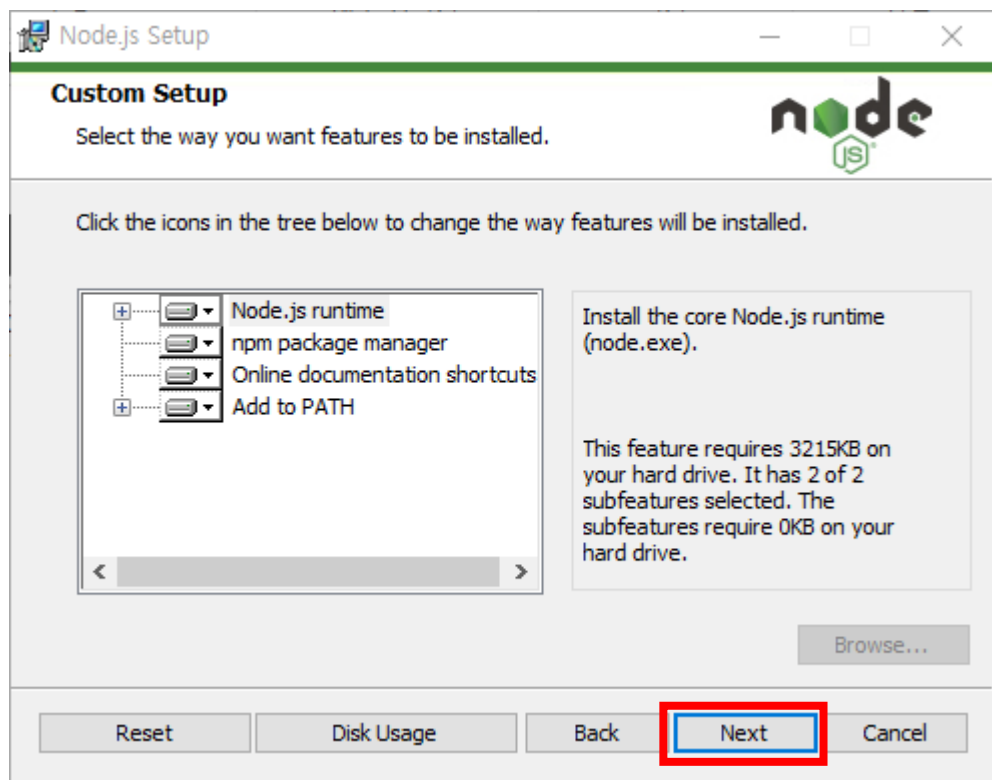 Node.js Setup
Custom Setup
Select the way you want features to be installed.
node
JS
Click the icons in the tree below to change the way features will be installed.
Node.js runtime
npm package manager
Online documentation shortcuts
Add to PATH
Install the core Node.js runtime
(node.exe).
This feature requires 3215KB on
your hard drive. It has 2 of 2
subfeatures selected. The
subfeatures require 0KB on your
hard drive.
Browse...
Reset
Disk Usage
Back
Next
Cancel